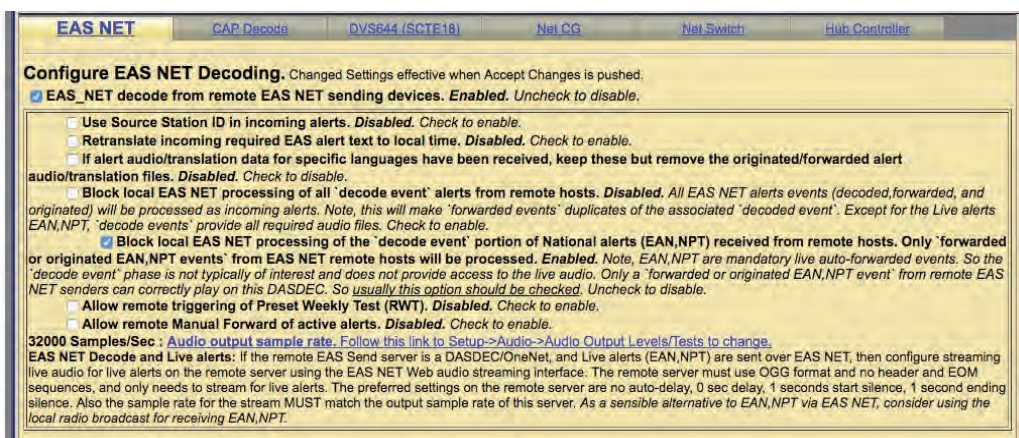 EAS NET CAP Decode DVS644 (SCTE18) Net CG Net Switch Hub Controller
Configure EAS NET Decoding. Changed Settings effective when Accept Changes is pushed.
EAS_NET decode from remote EAS NET sending devices. Enabled. Uncheck to disable.
Use Source Station ID in incoming alerts. Disabled. Check to enable.
Retranslate incoming required EAS alert text to local time. Disabled. Check to enable.
If alert audio/translation data for specific languages have been received, keep these but remove the originated/forwarded alert
audio/translation files. Disabled. Check to disable.
Block local EAS NET processing of all `decode event` alerts from remote hosts. Disabled. All EAS NET alerts events (decoded,forwarded, and
originated) will be processed as incoming alerts. Note, this will make `forwarded events` duplicates of the associated `decoded event`. Except for the Live alerts
EAN,NPT, `decode events` provide all required audio files. Check to enable.
Block local EAS NET processing of the `decode event` portion of National alerts (EAN,NPT) received from remote hosts. Only `forwarded
or originated EAN,NPT events` from EAS NET remote hosts will be processed. Enabled. Note, EAN,NPT are mandatory live auto-forwarded events. So the
`decode event` phase is not typically of interest and does not provide access to the live audio. Only a `forwarded or originated EAN,NPT event` from remote EAS
NET senders can correctly play on this DASDEC. So usually this option should be checked. Uncheck to disable.
Allow remote triggering of Preset Weekly Test (RWT). Disabled. Check to enable.
Allow remote Manual Forward of active alerts. Disabled. Check to enable.
32000 Samples/Sec : Audio output sample rate. Follow this link to Setup->Audio->Audio Output Levels/Tests to change.
EAS NET Decode and Live alerts: If the remote EAS Send server is a DASDEC/OneNet, and Live alerts (EAN,NPT) are sent over EAS NET, then configure streaming
live audio for live alerts on the remote server using the EAS NET Web audio streaming interface. The remote server must use OGG format and no header and EOM
sequences, and only needs to stream for live alerts. The preferred settings on the remote server are no auto-delay, 0 sec delay, 1 seconds start silence, 1 second ending
silence. Also the sample rate for the stream MUST match the output sample rate of this server. As a sensible alternative to EAN,NPT via EAS NET, consider using the
local radio broadcast for receiving EAN,NPT.